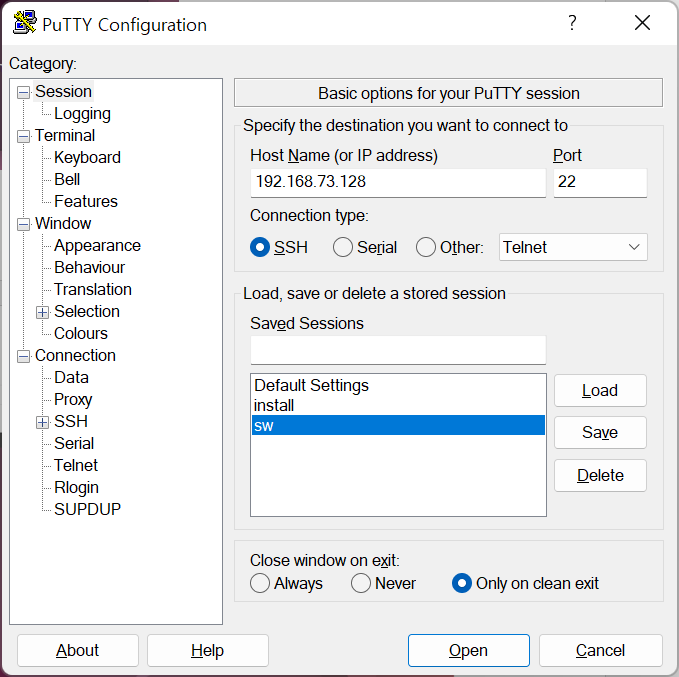 PuTTY Configuration ?
Category:
Session
Logging
Terminal
Keyboard
Bell
Features
Window
Appearance
Behaviour
Translation
Selection
Colours
Connection
Data
Proxy
SSH
Serial
Telnet
Rlogin
SUPDUP
Basic options for your PuTTY session
Specify the destination you want to connect to
Host Name (or IP address) Port
192.168.73.128 22
Connection type:
SSH Serial Other: Telnet
Load, save or delete a stored session
Saved Sessions
Default Settings
install
sw
Load
Save
Delete
Close window on exit:
Always Never Only on clean exit
About Help Open Cancel